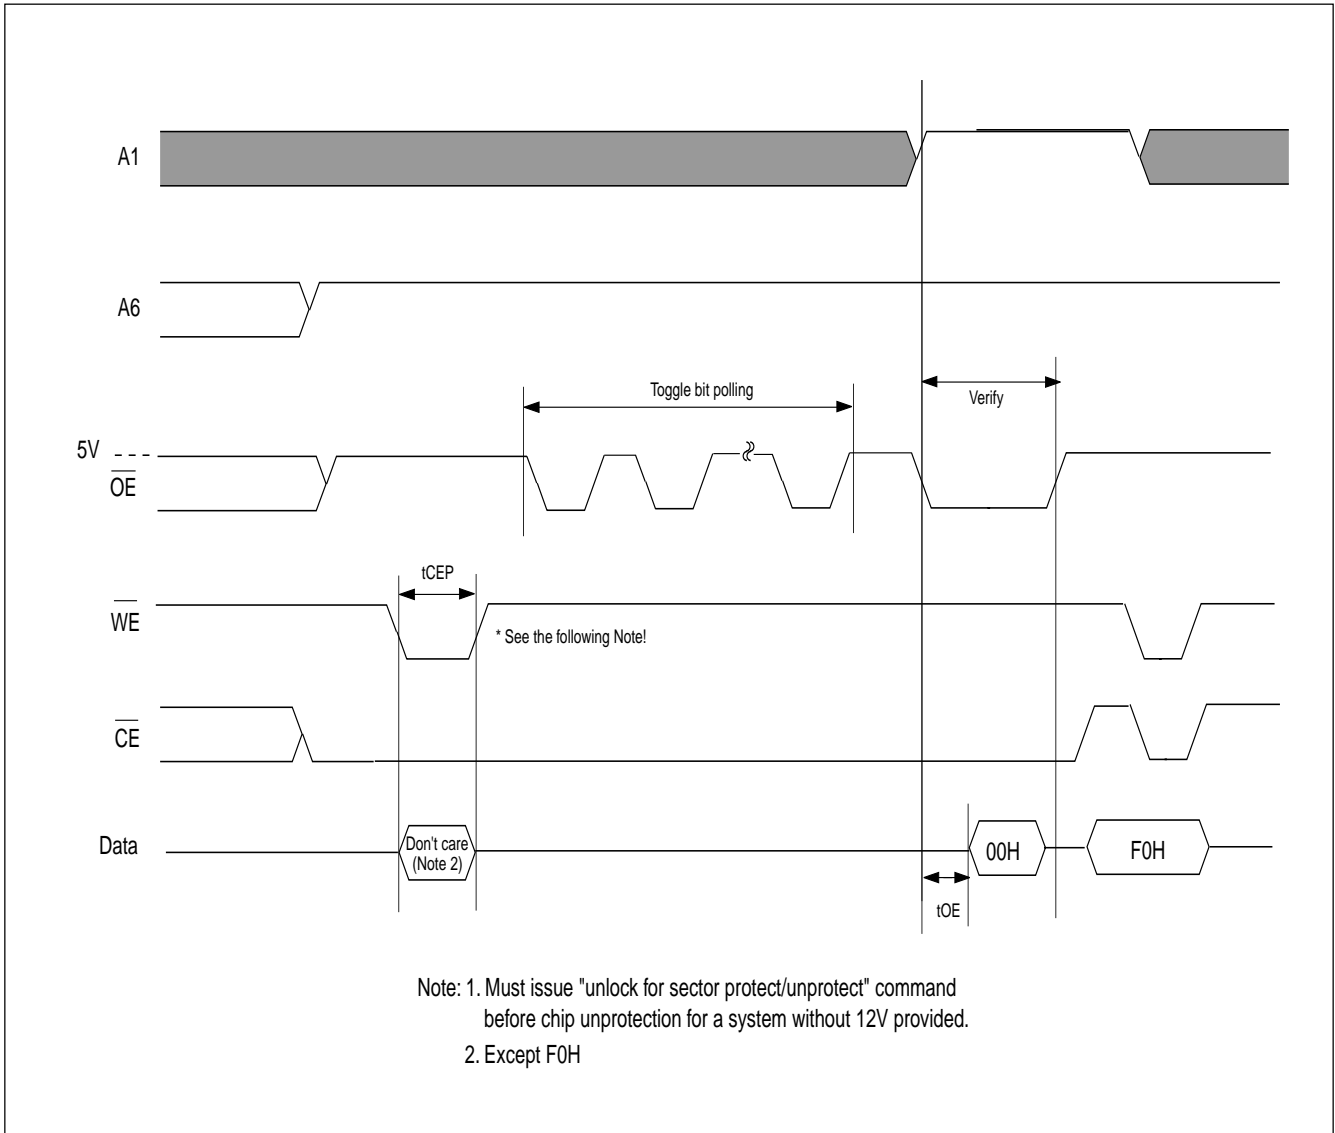 A1
A6
Toggle bit polling
Verify
5V
OE
tCEP
WE
* See the following Note!
CE
Data
Don't care
(Note 2)
00H
F0H
tOE
Note: 1. Must issue "unlock for sector protect/unprotect" command
before chip unprotection for a system without 12V provided.
2. Except F0H